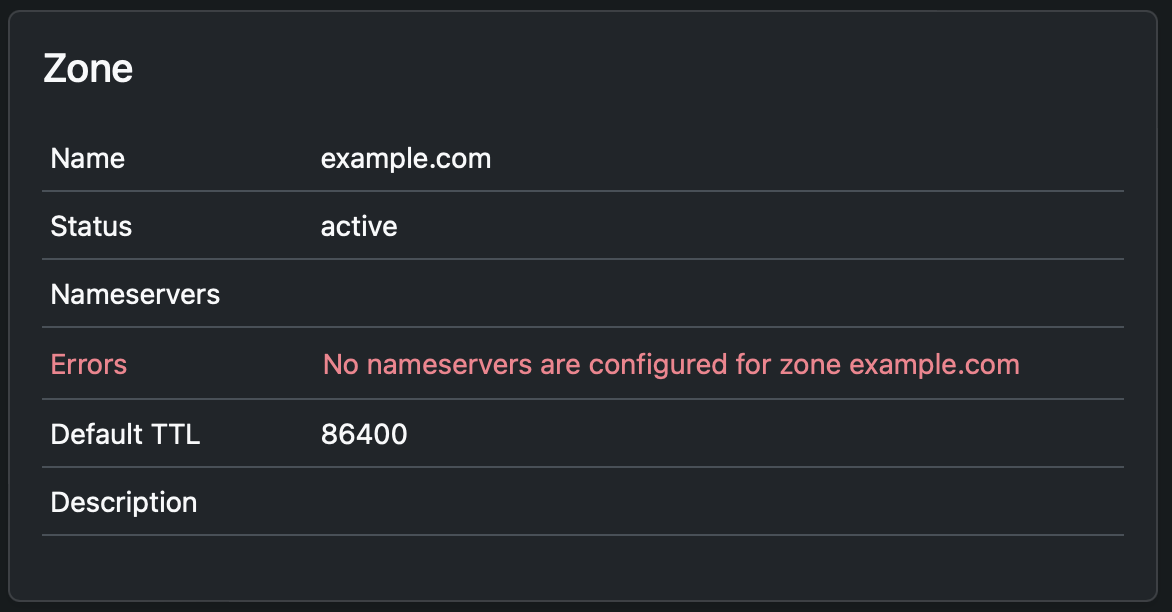 Zone
Name example.com
Status active
Nameservers
Errors No nameservers are configured for zone example.com
Default TTL 86400
Description